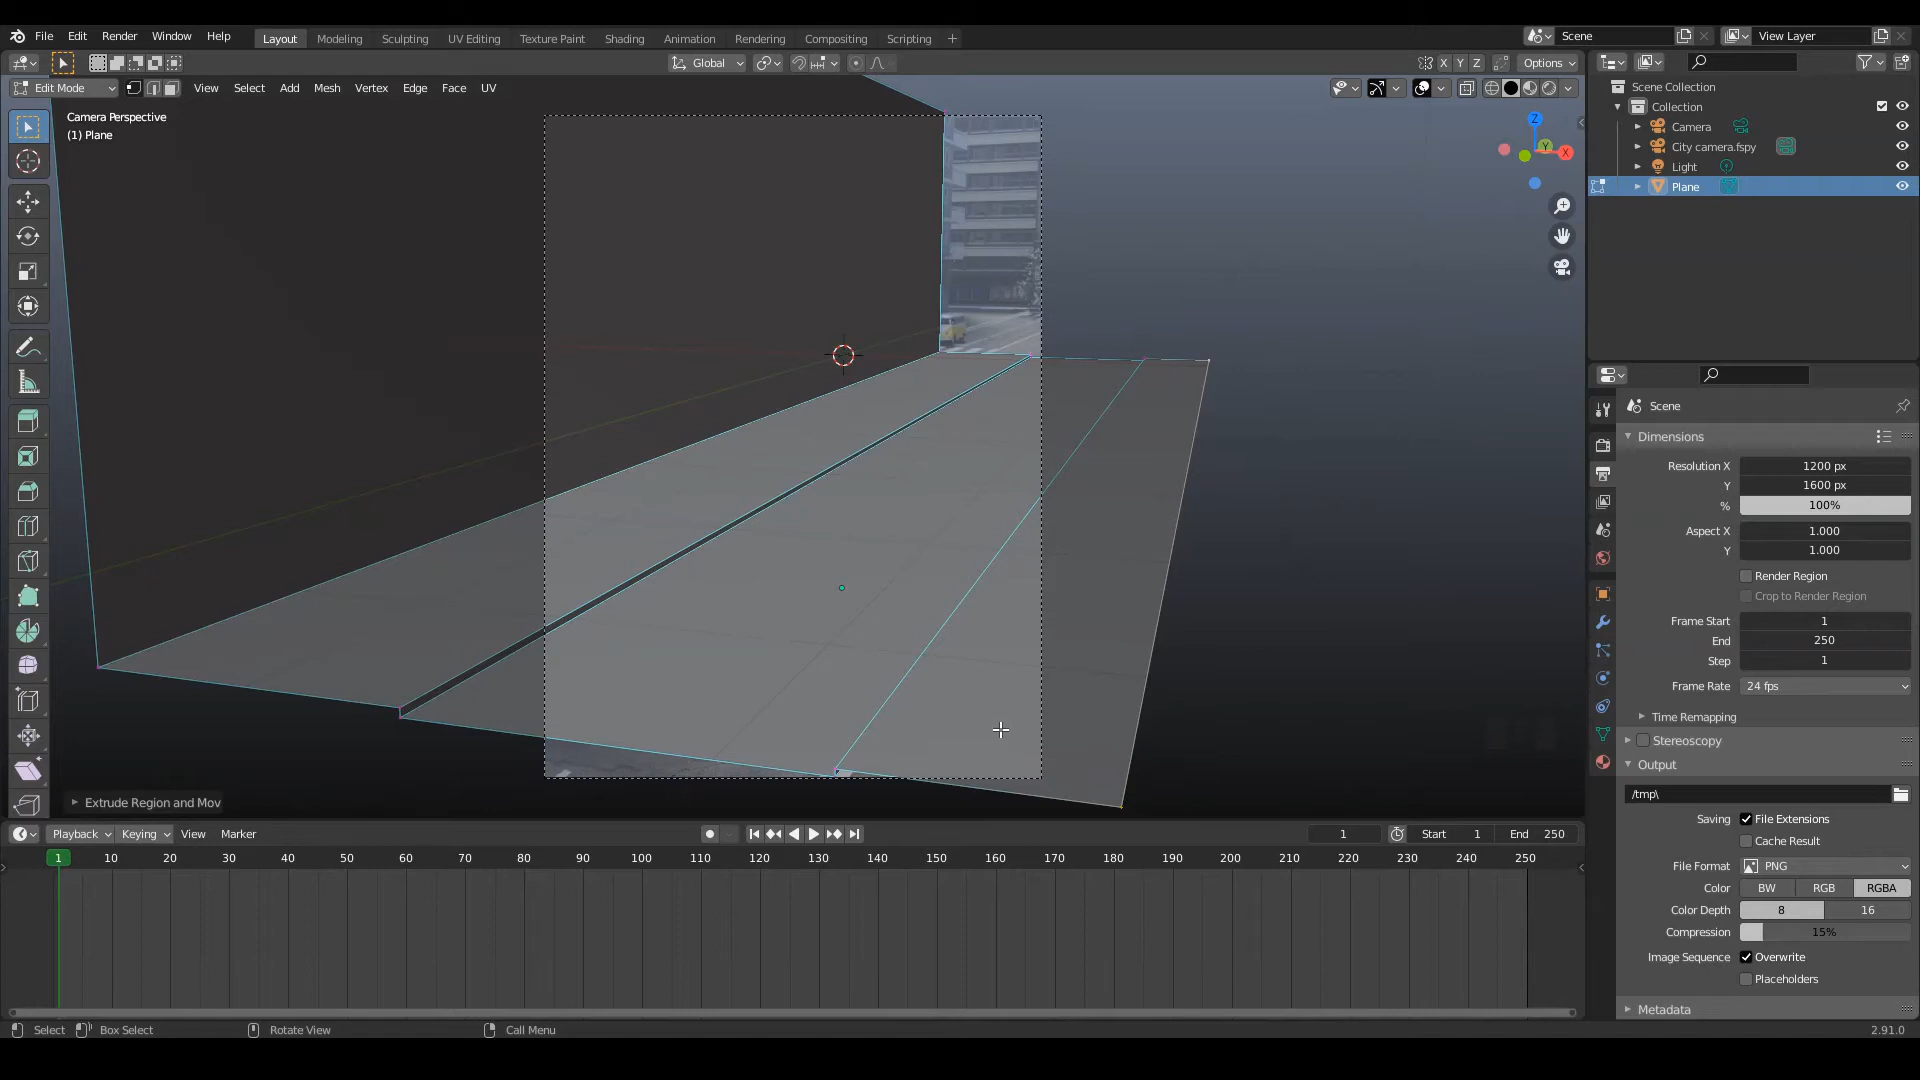 File Edit Render Window Help Layout Modeling Sculpting UV Editing Texture Paint Shading Animation Rendering Compositing Scripting + Scene View Layer
Global X Y Z Options
Edit Mode View Select Add Mesh Vertex Edge Face UV
Camera Perspective
(1) Plane
Z
Y
X
Scene Collection
Collection
Camera
City camera.fspy
Light
Plane
Scene
Dimensions
Resolution X 1200 px
Y 1600 px
% 100%
Aspect X 1.000
Y 1.000
Render Region
Crop to Render Region
Frame Start 1
End 250
Step 1
Frame Rate 24 fps
Time Remapping
Stereoscopy
Output
/tmp\
Saving File Extensions
Cache Result
File Format PNG
Color BW RGB RGBA
Color Depth 8 16
Compression 15%
Image Sequence Overwrite
Placeholders
Metadata
Extrude Region and Mov
Playback Keying View Marker 1 Start 1 End 250
1 10 20 30 40 50 60 70 80 90 100 110 120 130 140 150 160 170 180 190 200 210 220 230 240 250
Select Box Select Rotate View Call Menu 2.91.0